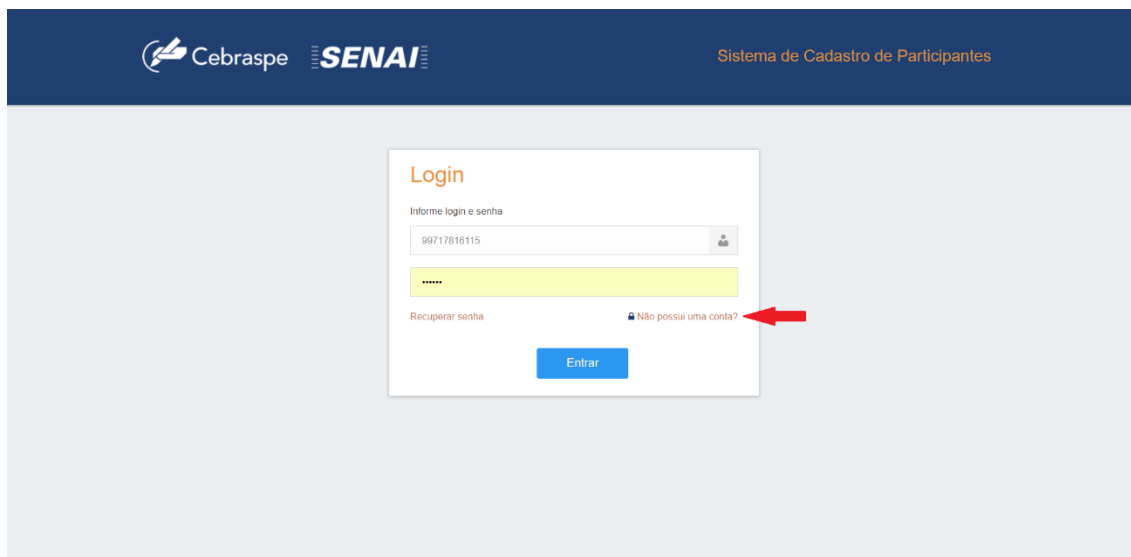 Cebraspe SENAI Sistema de Cadastro de Participantes
Login
Informe login e senha
99717816115
••••••
Recuperar senha Não possui uma conta?
Entrar